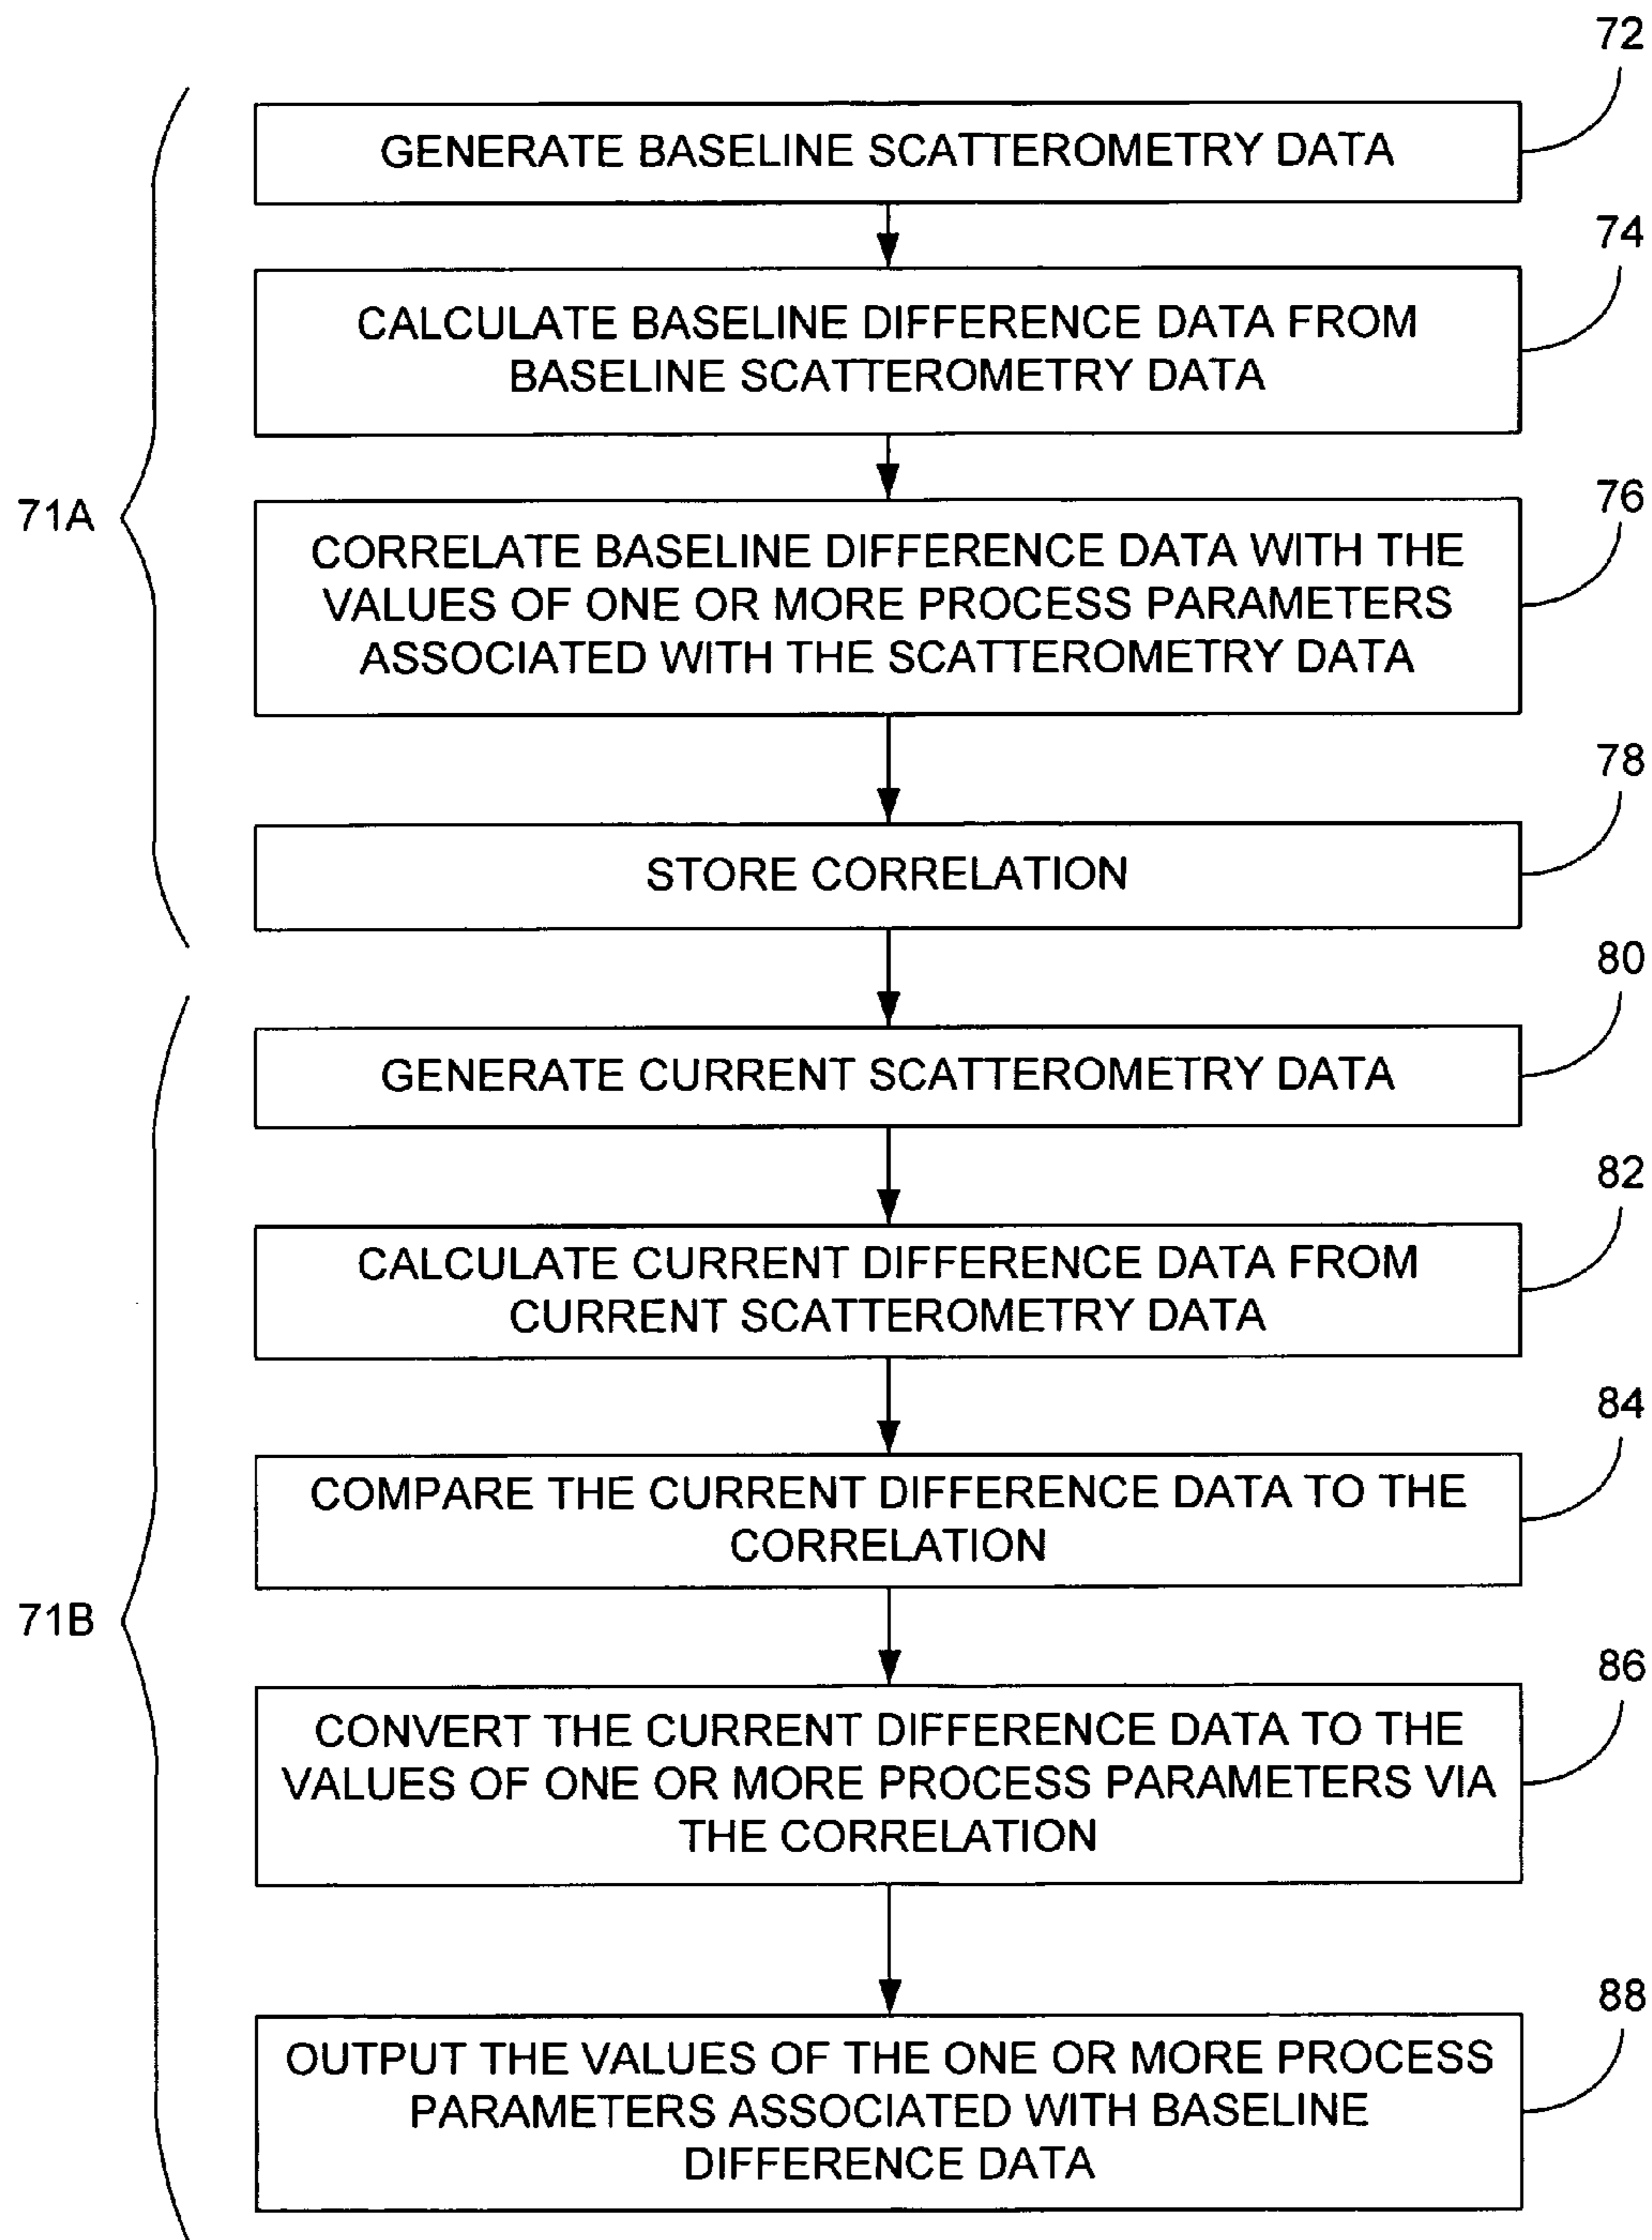 72
GENERATE BASELINE SCATTEROMETRY DATA
74
CALCULATE BASELINE DIFFERENCE DATA FROM
BASELINE SCATTEROMETRY DATA
71A
76
CORRELATE BASELINE DIFFERENCE DATA WITH THE
VALUES OF ONE OR MORE PROCESS PARAMETERS
ASSOCIATED WITH THE SCATTEROMETRY DATA
78
STORE CORRELATION
80
GENERATE CURRENT SCATTEROMETRY DATA
82
CALCULATE CURRENT DIFFERENCE DATA FROM
CURRENT SCATTEROMETRY DATA
84
COMPARE THE CURRENT DIFFERENCE DATA TO THE
CORRELATION
71B
86
CONVERT THE CURRENT DIFFERENCE DATA TO THE
VALUES OF ONE OR MORE PROCESS PARAMETERS VIA
THE CORRELATION
88
OUTPUT THE VALUES OF THE ONE OR MORE PROCESS
PARAMETERS ASSOCIATED WITH BASELINE
DIFFERENCE DATA